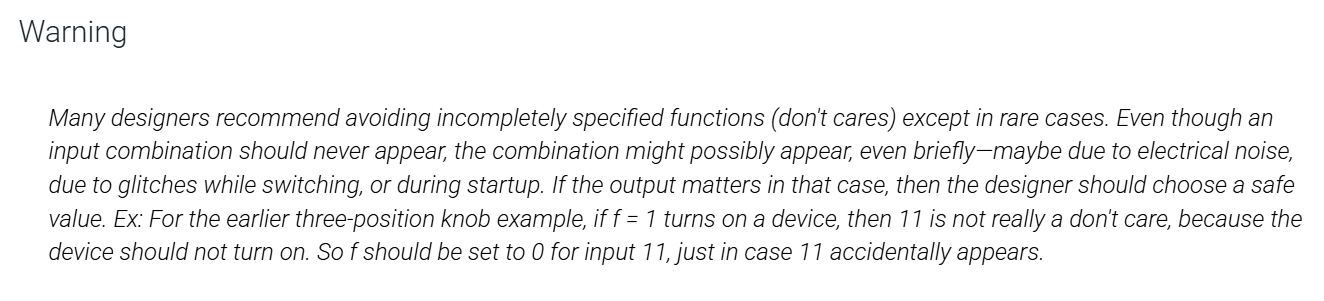 Warning
Many designers recommend avoiding incompletely specified functions (don't cares) except in rare cases. Even though an
input combination should never appear, the combination might possibly appear, even briefly—maybe due to electrical noise,
due to glitches while switching, or during startup. If the output matters in that case, then the designer should choose a safe
value. Ex: For the earlier three-position knob example, if f = 1 turns on a device, then 11 is not really a don't care, because the
device should not turn on. So f should be set to 0 for input 11, just in case 11 accidentally appears.